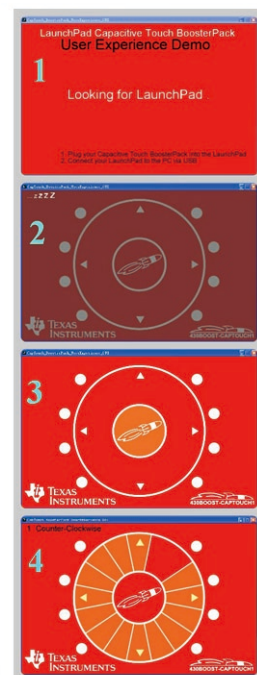 LaunchPad Capacitive Touch BoosterPack
User Experience Demo
1
Looking for LaunchPad
1. Plug your Capacitive Touch BoosterPack into the LaunchPad
2. Connect your LaunchPad to the PC via USB
...zzZZ
2
TEXAS
INSTRUMENTS
430BOOST-CAPTOUCH1
3
TEXAS
INSTRUMENTS
430BOOST-CAPTOUCH1
1 Counter-Clockwise
4
TEXAS
INSTRUMENTS
430BOOST-CAPTOUCH1